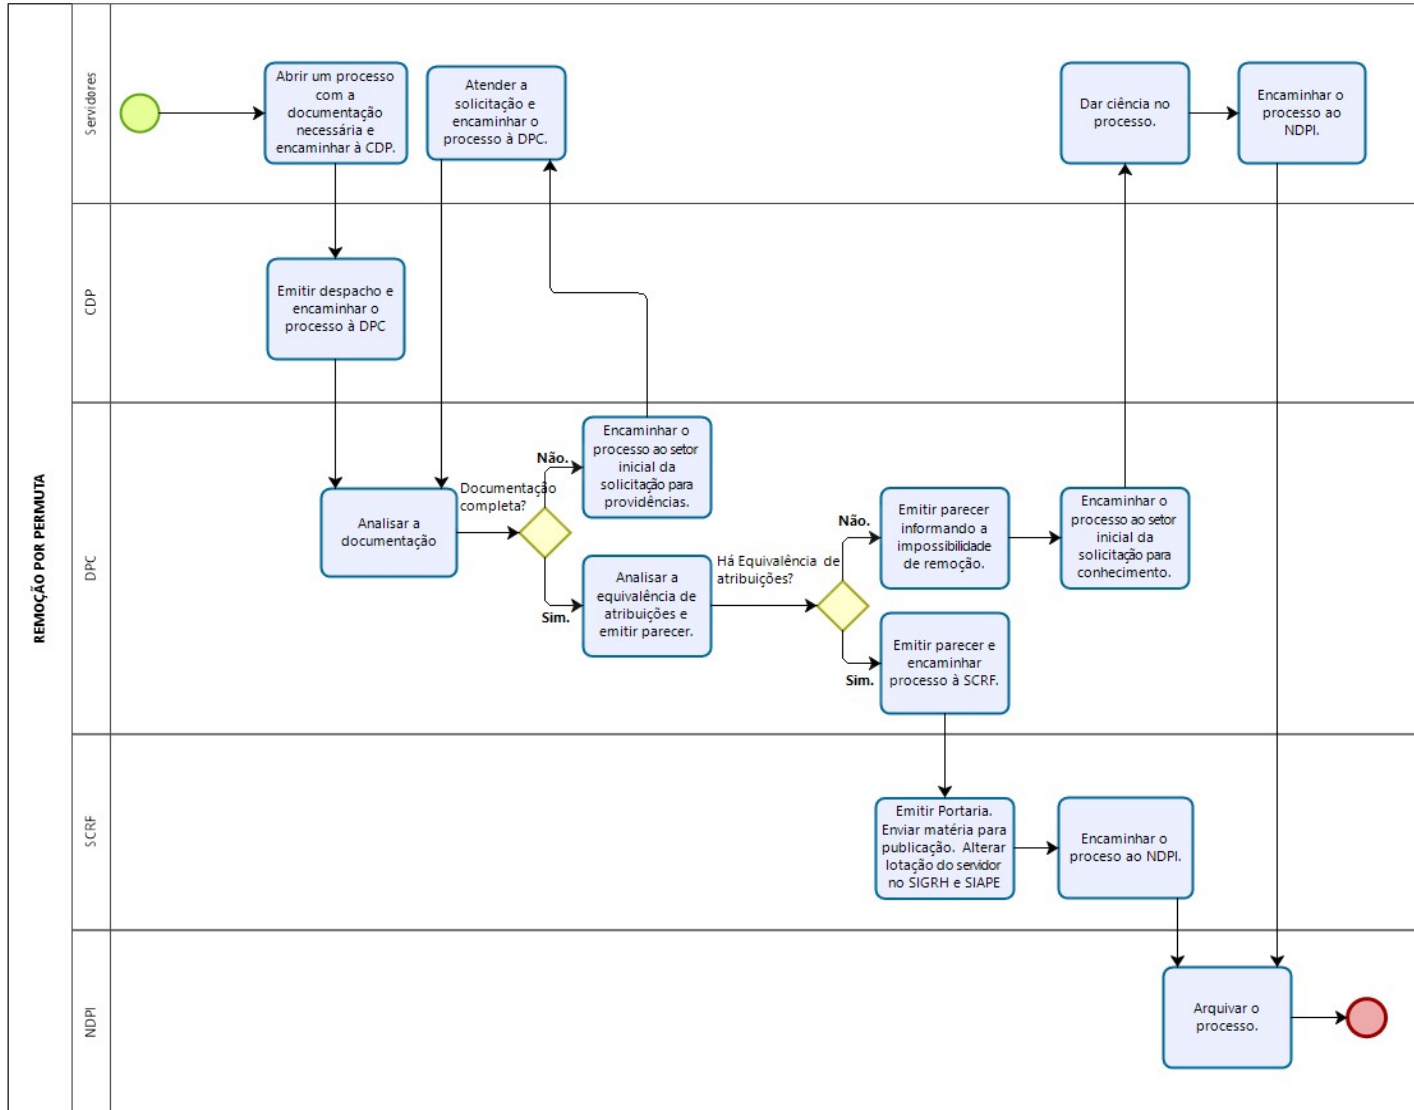 REMOÇÃO POR PERMUTA
Servidores
Abrir um processo
com a
documentação
necessária e
encaminhar à CDP.
Atender a
solicitação e
encaminhar o
processo à DPC.
Dar ciência no
processo.
Encaminhar o
processo ao
NDPI.
CDP
Emitir despacho e
encaminhar o
processo à DPC
DPC
Analisar a
documentação
Documentação
completa?
Não.
Encaminhar o
processo ao setor
inicial da
solicitação para
providências.
Sim.
Analisar a
equivalência de
atribuições e
emitir parecer.
Há Equivalência de
atribuições?
Não.
Emitir parecer
informando a
impossibilidade
de remoção.
Encaminhar o
processo ao setor
inicial da
solicitação para
conhecimento.
Sim.
Emitir parecer e
encaminhar
processo à SCRF.
SCRF
Emitir Portaria.
Enviar matéria para
publicação. Alterar
lotação do servidor
no SIGRH e SIAPE
Encaminhar o
proceso ao NDPI.
NDPI
Arquivar o
processo.